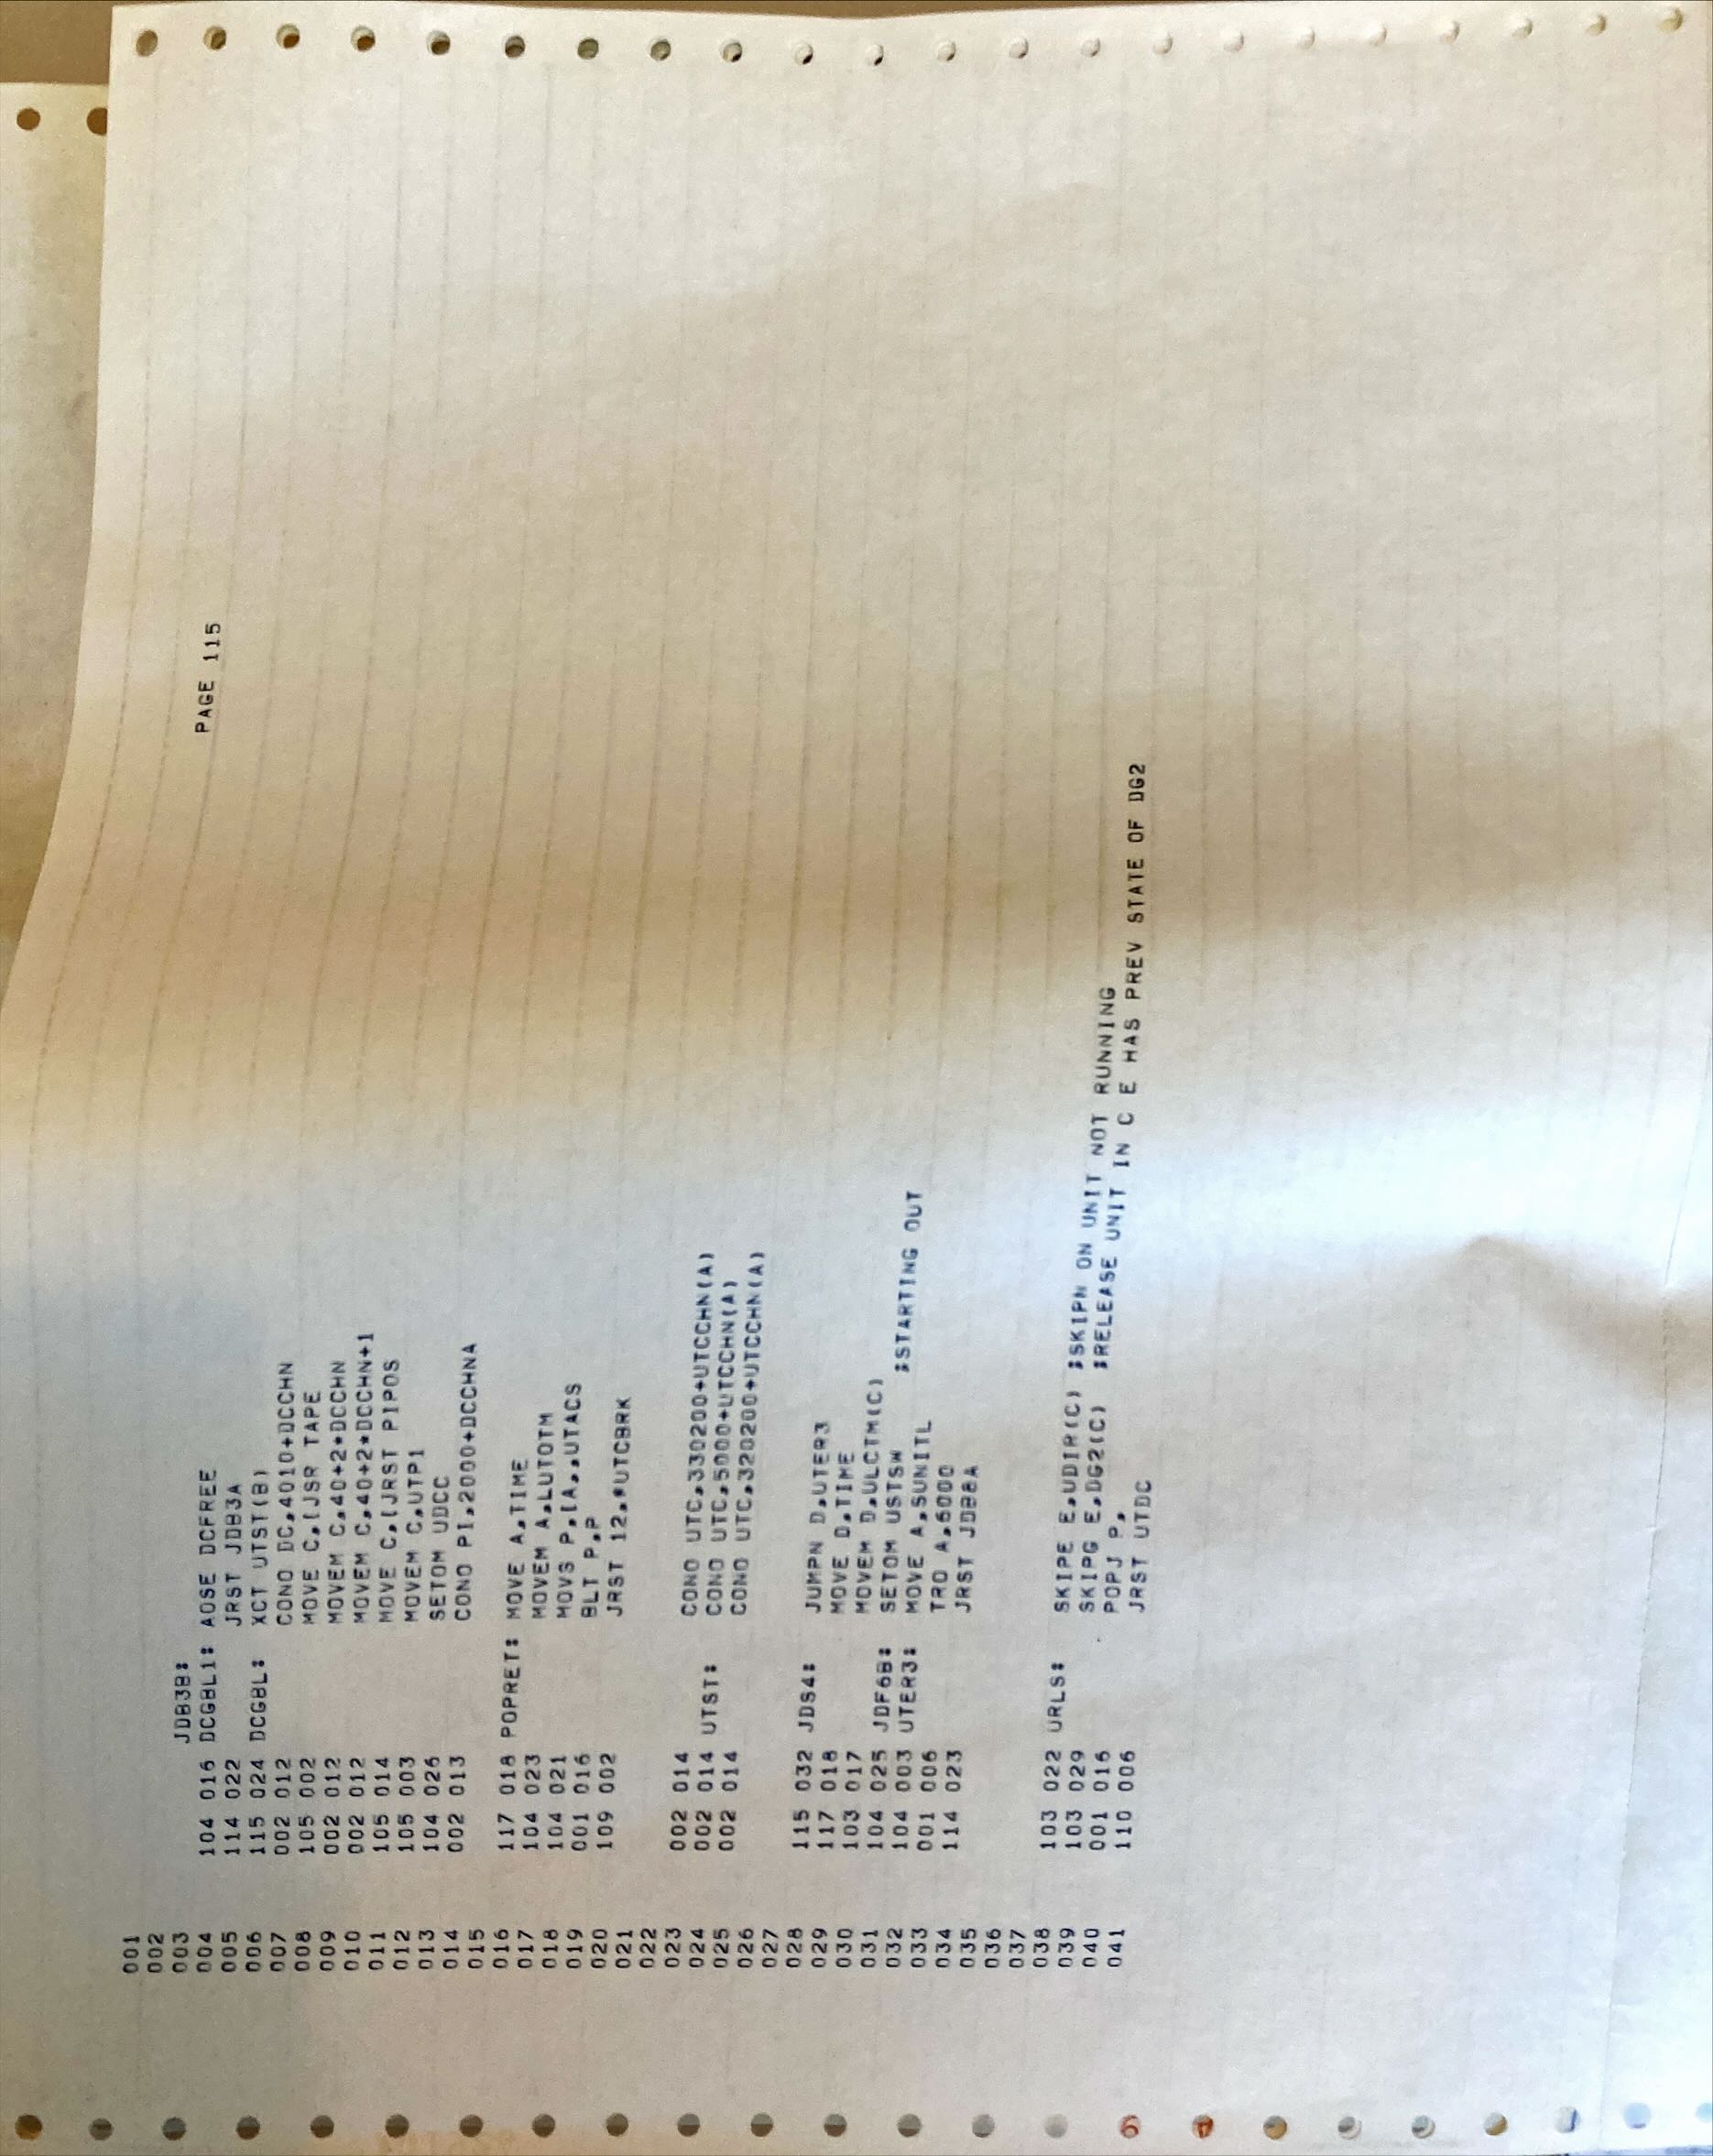 001 PAGE 115
002
003 JDB3B:
004 104 016 DCGBL1: AOSE DCFREE
005 114 022 JRST JDB3A
006 115 024 DCGBL: XCT UTST(B)
007 002 012 CONO DC,4010+DCCHN
008 105 002 MOVE C,[JSR TAPE
009 002 012 MOVEM C,40+2*DCCHN
010 002 012 MOVEM C,40+2*DCCHN+1
011 105 014 MOVE C,[JRST PIPOS
012 105 003 MOVEM C,UTP1
013 104 026 SETOM UDCC
014 002 013 CONO PI,2000+DCCHNA
015
016 117 018 POPRET: MOVE A,TIME
017 104 023 MOVEM A,LUTOTM
018 104 021 MOVS P,[A,,UTACS
019 001 016 BLT P,P
020 109 002 JRST 12,@UTCBRK
021
022
023 002 014 CONO UTC,330200+UTCCHN(A)
024 002 014 UTST: CONO UTC,5000+UTCCHN(A)
025 002 014 CONO UTC,320200+UTCCHN(A)
026
027
028 115 032 JDS4: JUMPN D,UTER3
029 117 018 MOVE D,TIME
030 103 017 MOVEM D,ULCTM(C)
031 104 025 JDF6B: SETOM USTSW ;STARTING OUT
032 104 003 UTER3: MOVE A,SUNITL
033 001 006 TRO A,6000
034 114 023 JRST JDB8A
035
036
037
038 103 022 URLS: SKIPE E,UDIR(C) ;SKIPN ON UNIT NOT RUNNING
039 103 029 SKIPG E,DG2(C) ;RELEASE UNIT IN C E HAS PREV STATE OF DG2
040 001 016 POPJ P,
041 110 006 JRST UTDC